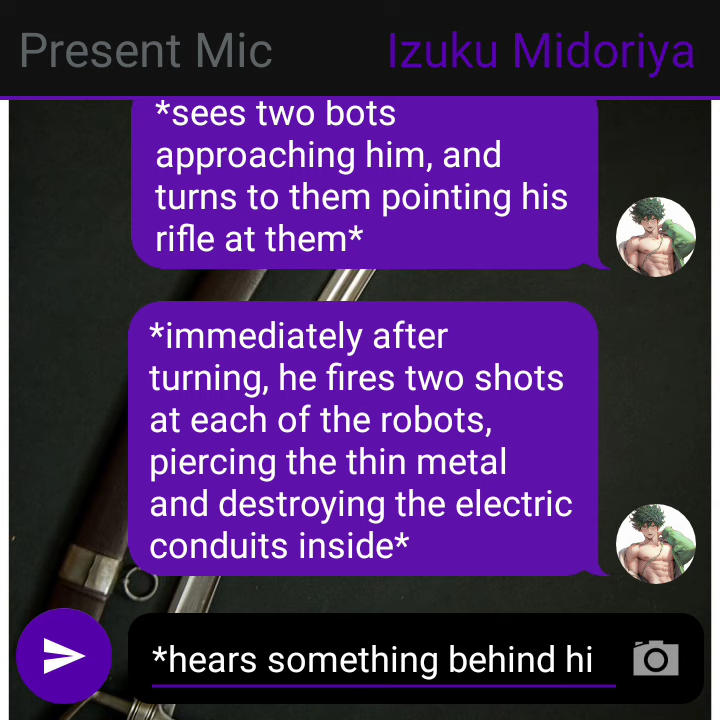 Present Mic
Izuku Midoriya
*sees two bots
approaching him, and
turns to them pointing his
rifle at them*
*immediately after
turning, he fires two shots
at each of the robots,
piercing the thin metal
and destroying the electric
conduits inside*
*hears something behind hi